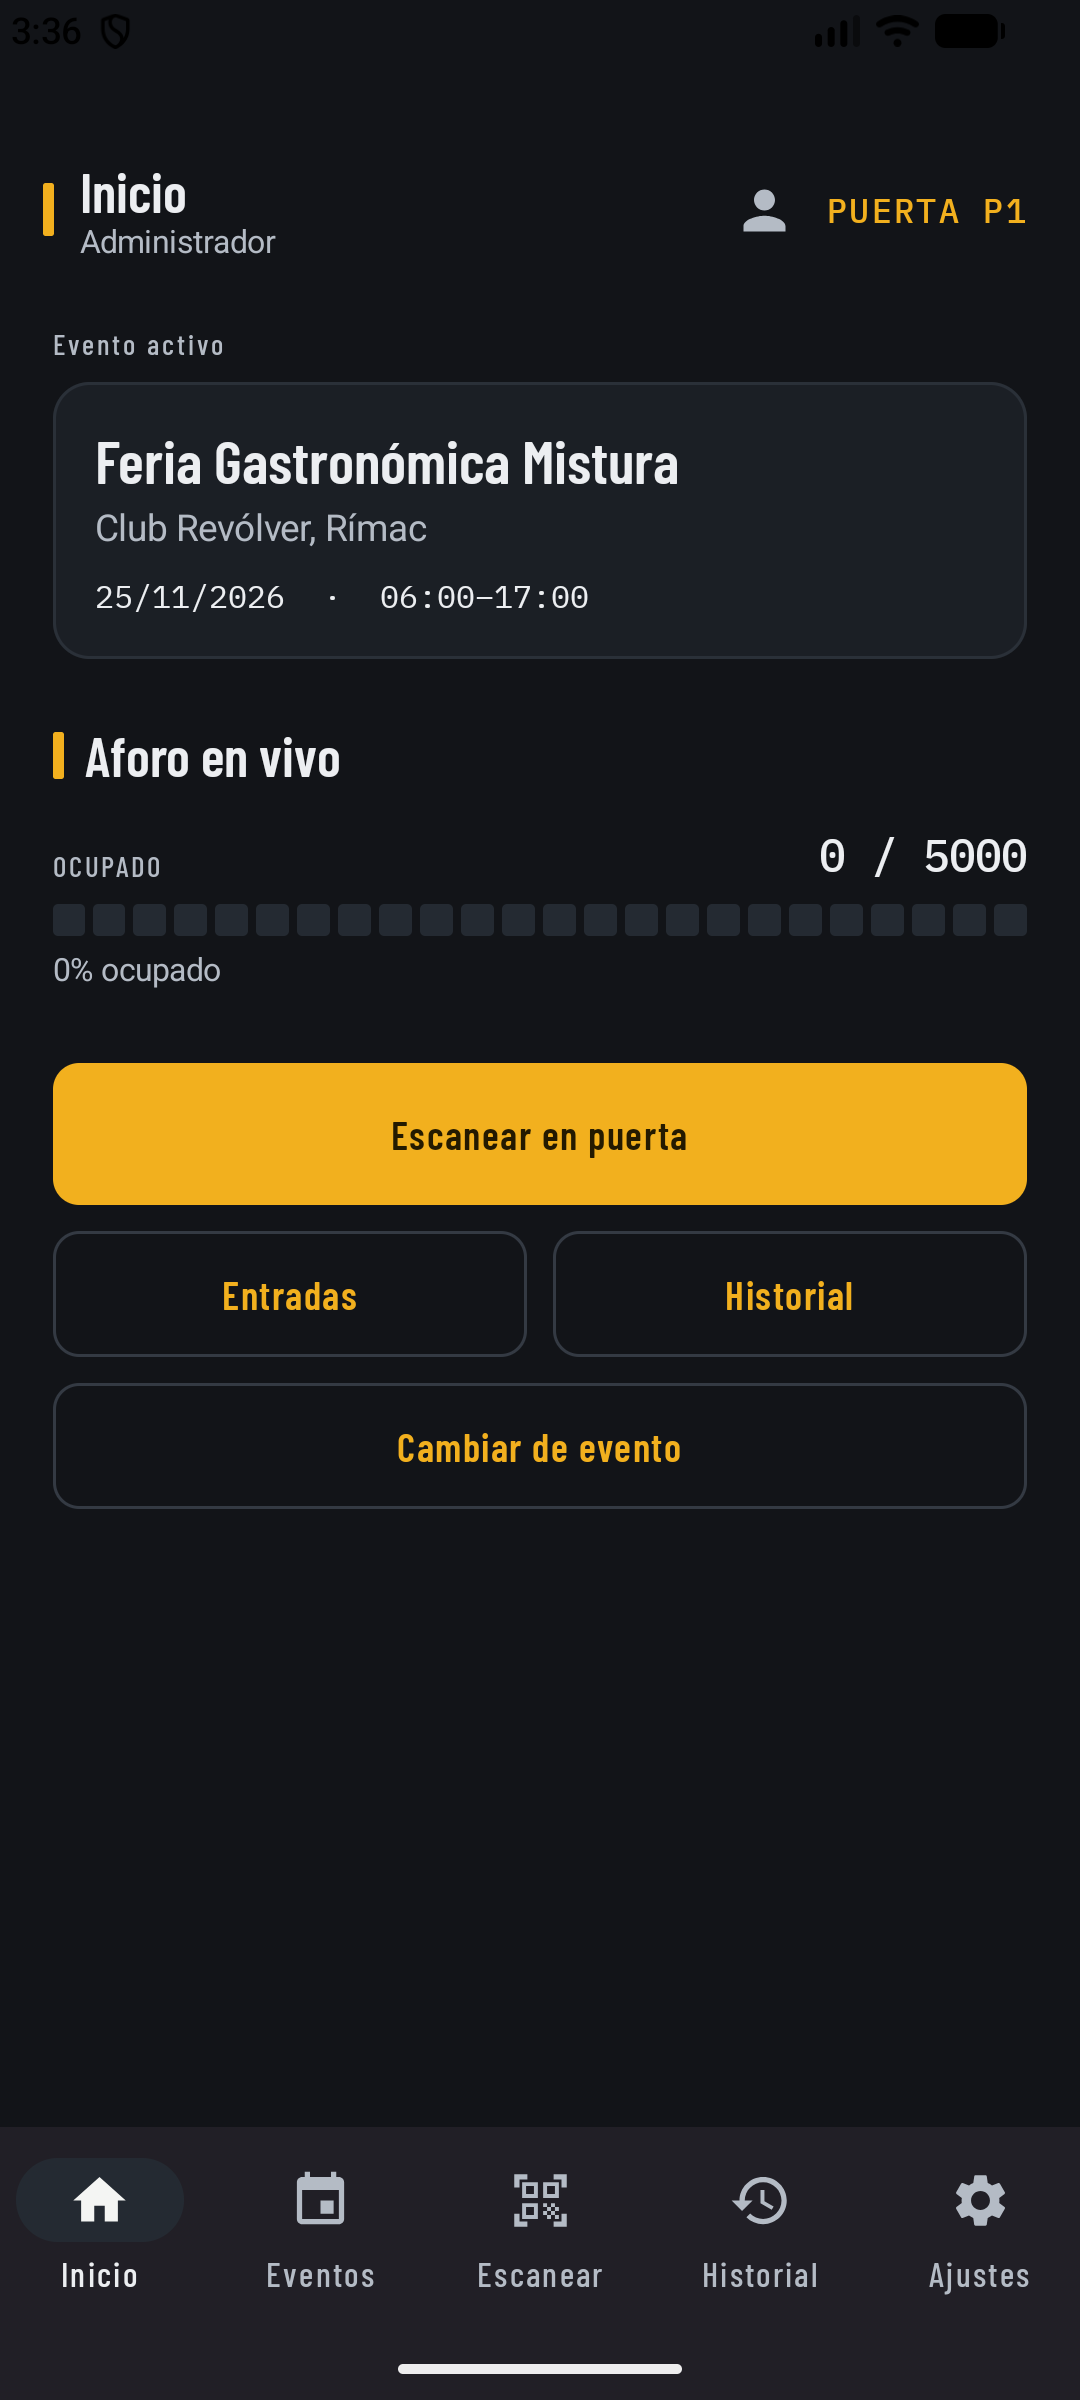 3:36
Inicio
Administrador
PUERTA P1
Evento activo
Feria Gastronómica Mistura
Club Revólver, Rímac
25/11/2026 · 06:00–17:00
Aforo en vivo
OCUPADO
0 / 5000
0% ocupado
Escanear en puerta
Entradas
Historial
Cambiar de evento
Inicio
Eventos
Escanear
Historial
Ajustes